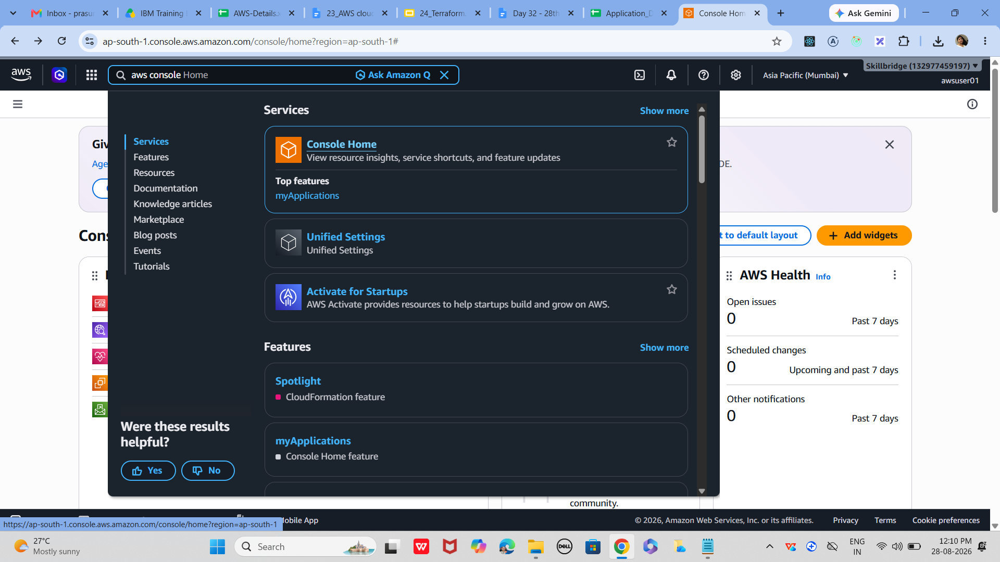 Inbox - prasu
IBM Training
AWS-Details.x
23_AWS clou
24_Terraform.
Day 32 - 28th
Application_D
Console Hom
Ask Gemini
ap-south-1.console.aws.amazon.com/console/home?region=ap-south-1#
aws
aws console Home
Ask Amazon Q
Asia Pacific (Mumbai)
Skillbridge (132977459197)
awsuser01
Services
Show more
Services
Features
Resources
Documentation
Knowledge articles
Marketplace
Blog posts
Events
Tutorials
Console Home
View resource insights, service shortcuts, and feature updates
Top features
myApplications
Unified Settings
Unified Settings
Activate for Startups
AWS Activate provides resources to help startups build and grow on AWS.
Features
Show more
Spotlight
CloudFormation feature
myApplications
Console Home feature
Were these results
helpful?
Yes
No
Giv
Age
DE.
Cons
t to default layout
Add widgets
AWS Health Info
Open issues
0
Past 7 days
Scheduled changes
0
Upcoming and past 7 days
Other notifications
0
Past 7 days
community.
https://ap-south-1.console.aws.amazon.com/console/home?region=ap-south-1
Mobile App
© 2026, Amazon Web Services, Inc. or its affiliates.
Privacy
Terms
Cookie preferences
27°C
Mostly sunny
Search
DELL
ENG
IN
12:10 PM
28-08-2026